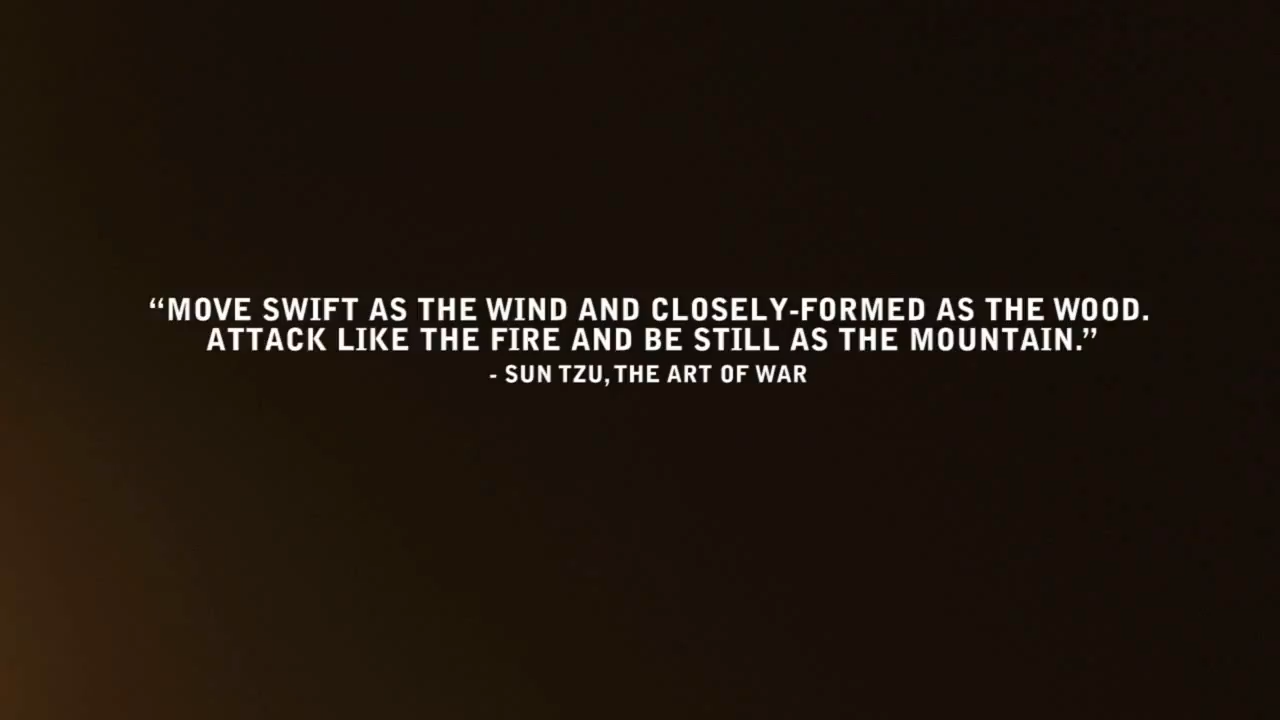 “MOVE SWIFT AS THE WIND AND CLOSELY-FORMED AS THE WOOD.
ATTACK LIKE THE FIRE AND BE STILL AS THE MOUNTAIN.”
- SUN TZU, THE ART OF WAR